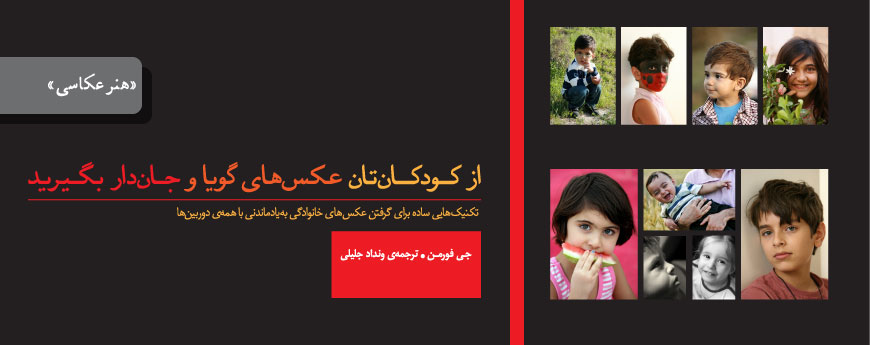 «هنر عکاسی»
از کودکان‌تان عکس‌های گویا و جان‌دار بگیرید
تکنیک‌هایی ساده برای گرفتن عکس‌های خانوادگی به‌یادماندنی با همه‌ی دوربین‌ها
جی فورمن • ترجمه‌ی ونداد جلیلی